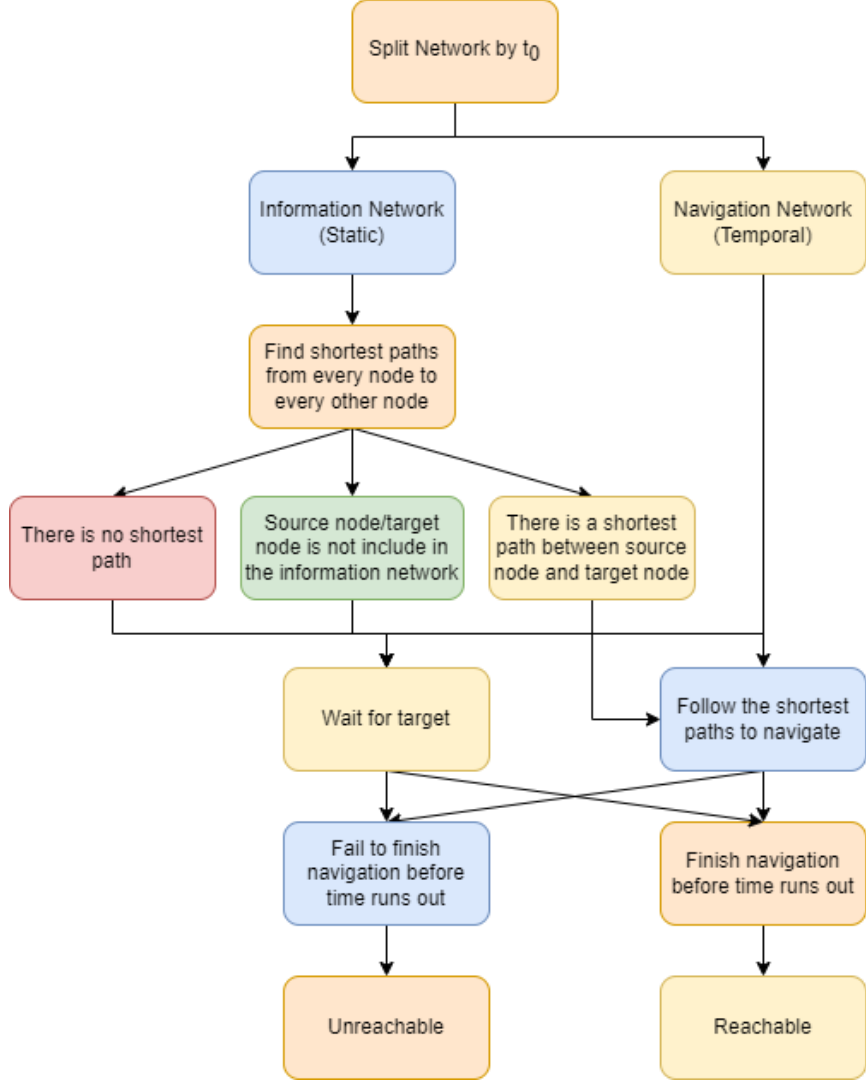 Split Network by t0
Information Network
(Static)
Navigation Network
(Temporal)
Find shortest paths
from every node to
every other node
There is no shortest
path
Source node/target
node is not include in
the information network
There is a shortest
path between source
node and target node
Wait for target
Follow the shortest
paths to navigate
Fail to finish
navigation before
time runs out
Finish navigation
before time runs out
Unreachable
Reachable